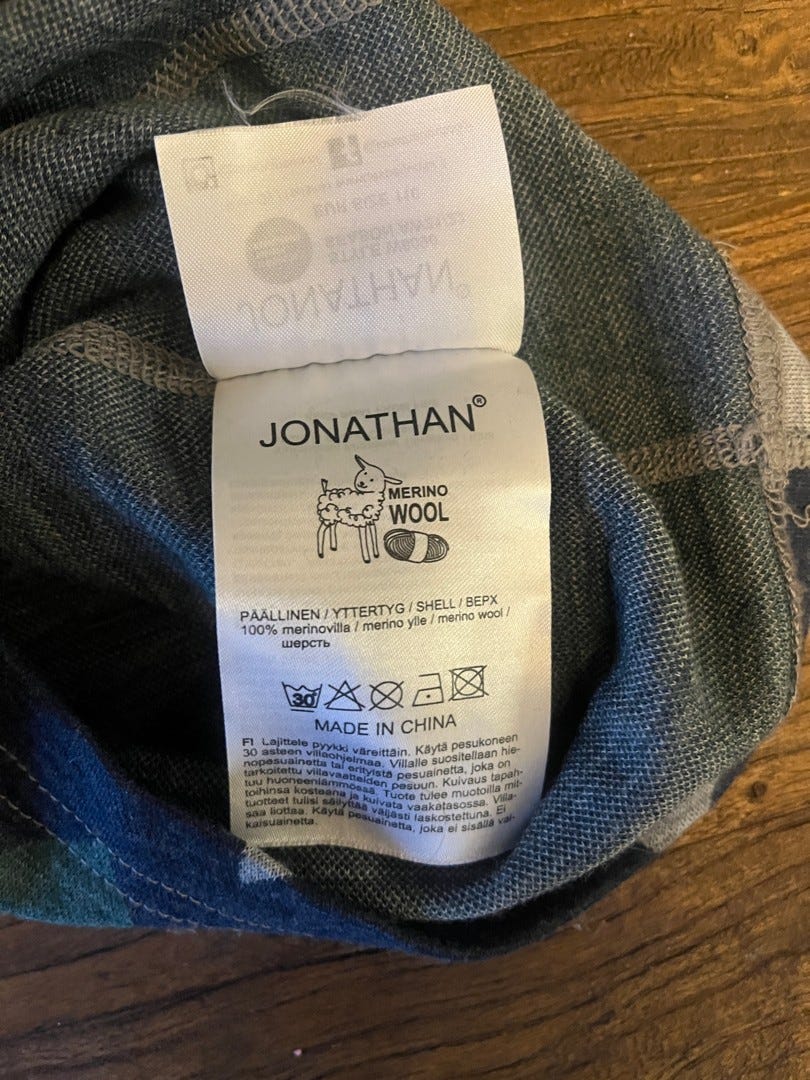 JONATHAN®
MERINO
WOOL
PÄÄLLINEN / YTTERTYG / SHELL / ВЕРХ
100% merinovilla / merino ylle / merino wool /
шерсть
30
MADE IN CHINA
FI Lajittele pyykki väreittäin. Käytä pesukoneen
30 asteen villaohjelmaa. Villalle suositellaan hie-
nopesuainetta tai erityistä pesuainetta, joka on
tarkoitettu villavaatteiden pesuun. Kuivaus tapah-
tuu huoneenlämmössä. Tuote tulee muotoilla mit-
toihinsa kosteana ja kuivata vaakatasossa. Villa-
tuotteet tulisi säilyttää väljästi laskostettuna. Ei
saa liottaa. Käytä pesuainetta, joka ei sisällä val-
kaisuainetta.